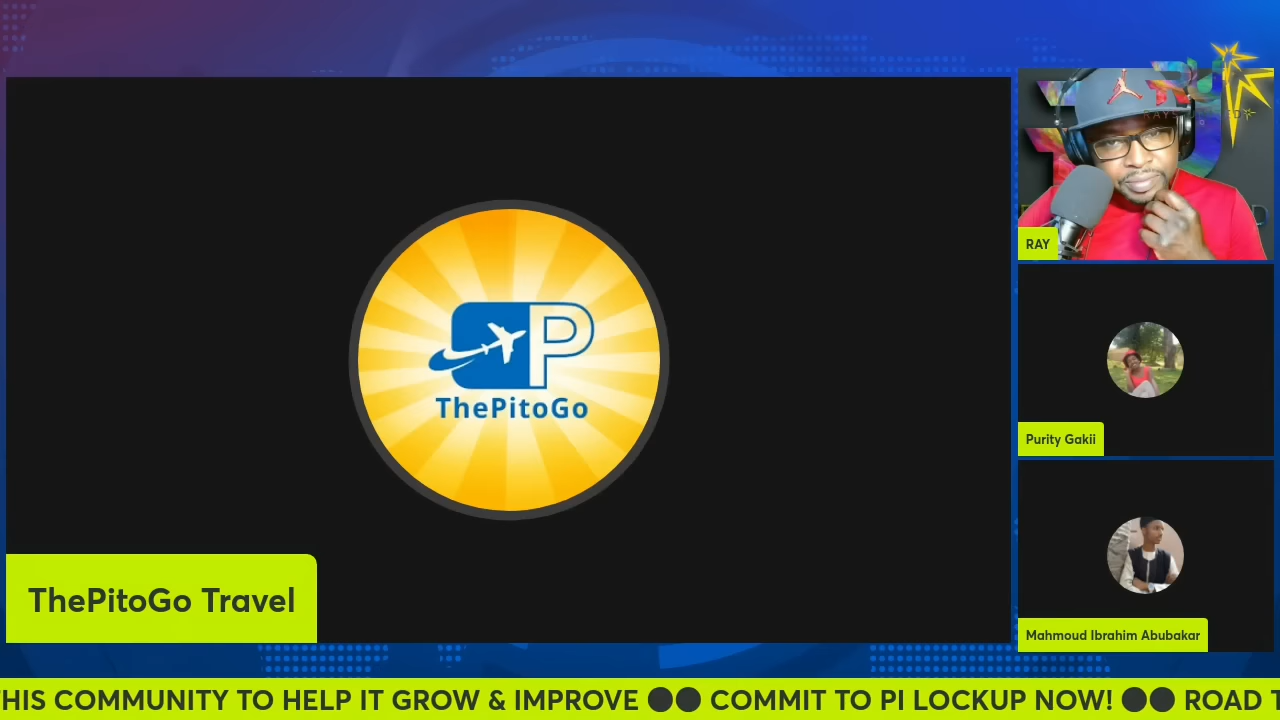 P
ThePitoGo
ThePitoGo Travel
RAY
Purity Gakii
Mahmoud Ibrahim Abubakar
HIS COMMUNITY TO HELP IT GROW & IMPROVE ⚫⚫ COMMIT TO PI LOCKUP NOW! ⚫⚫ ROAD T